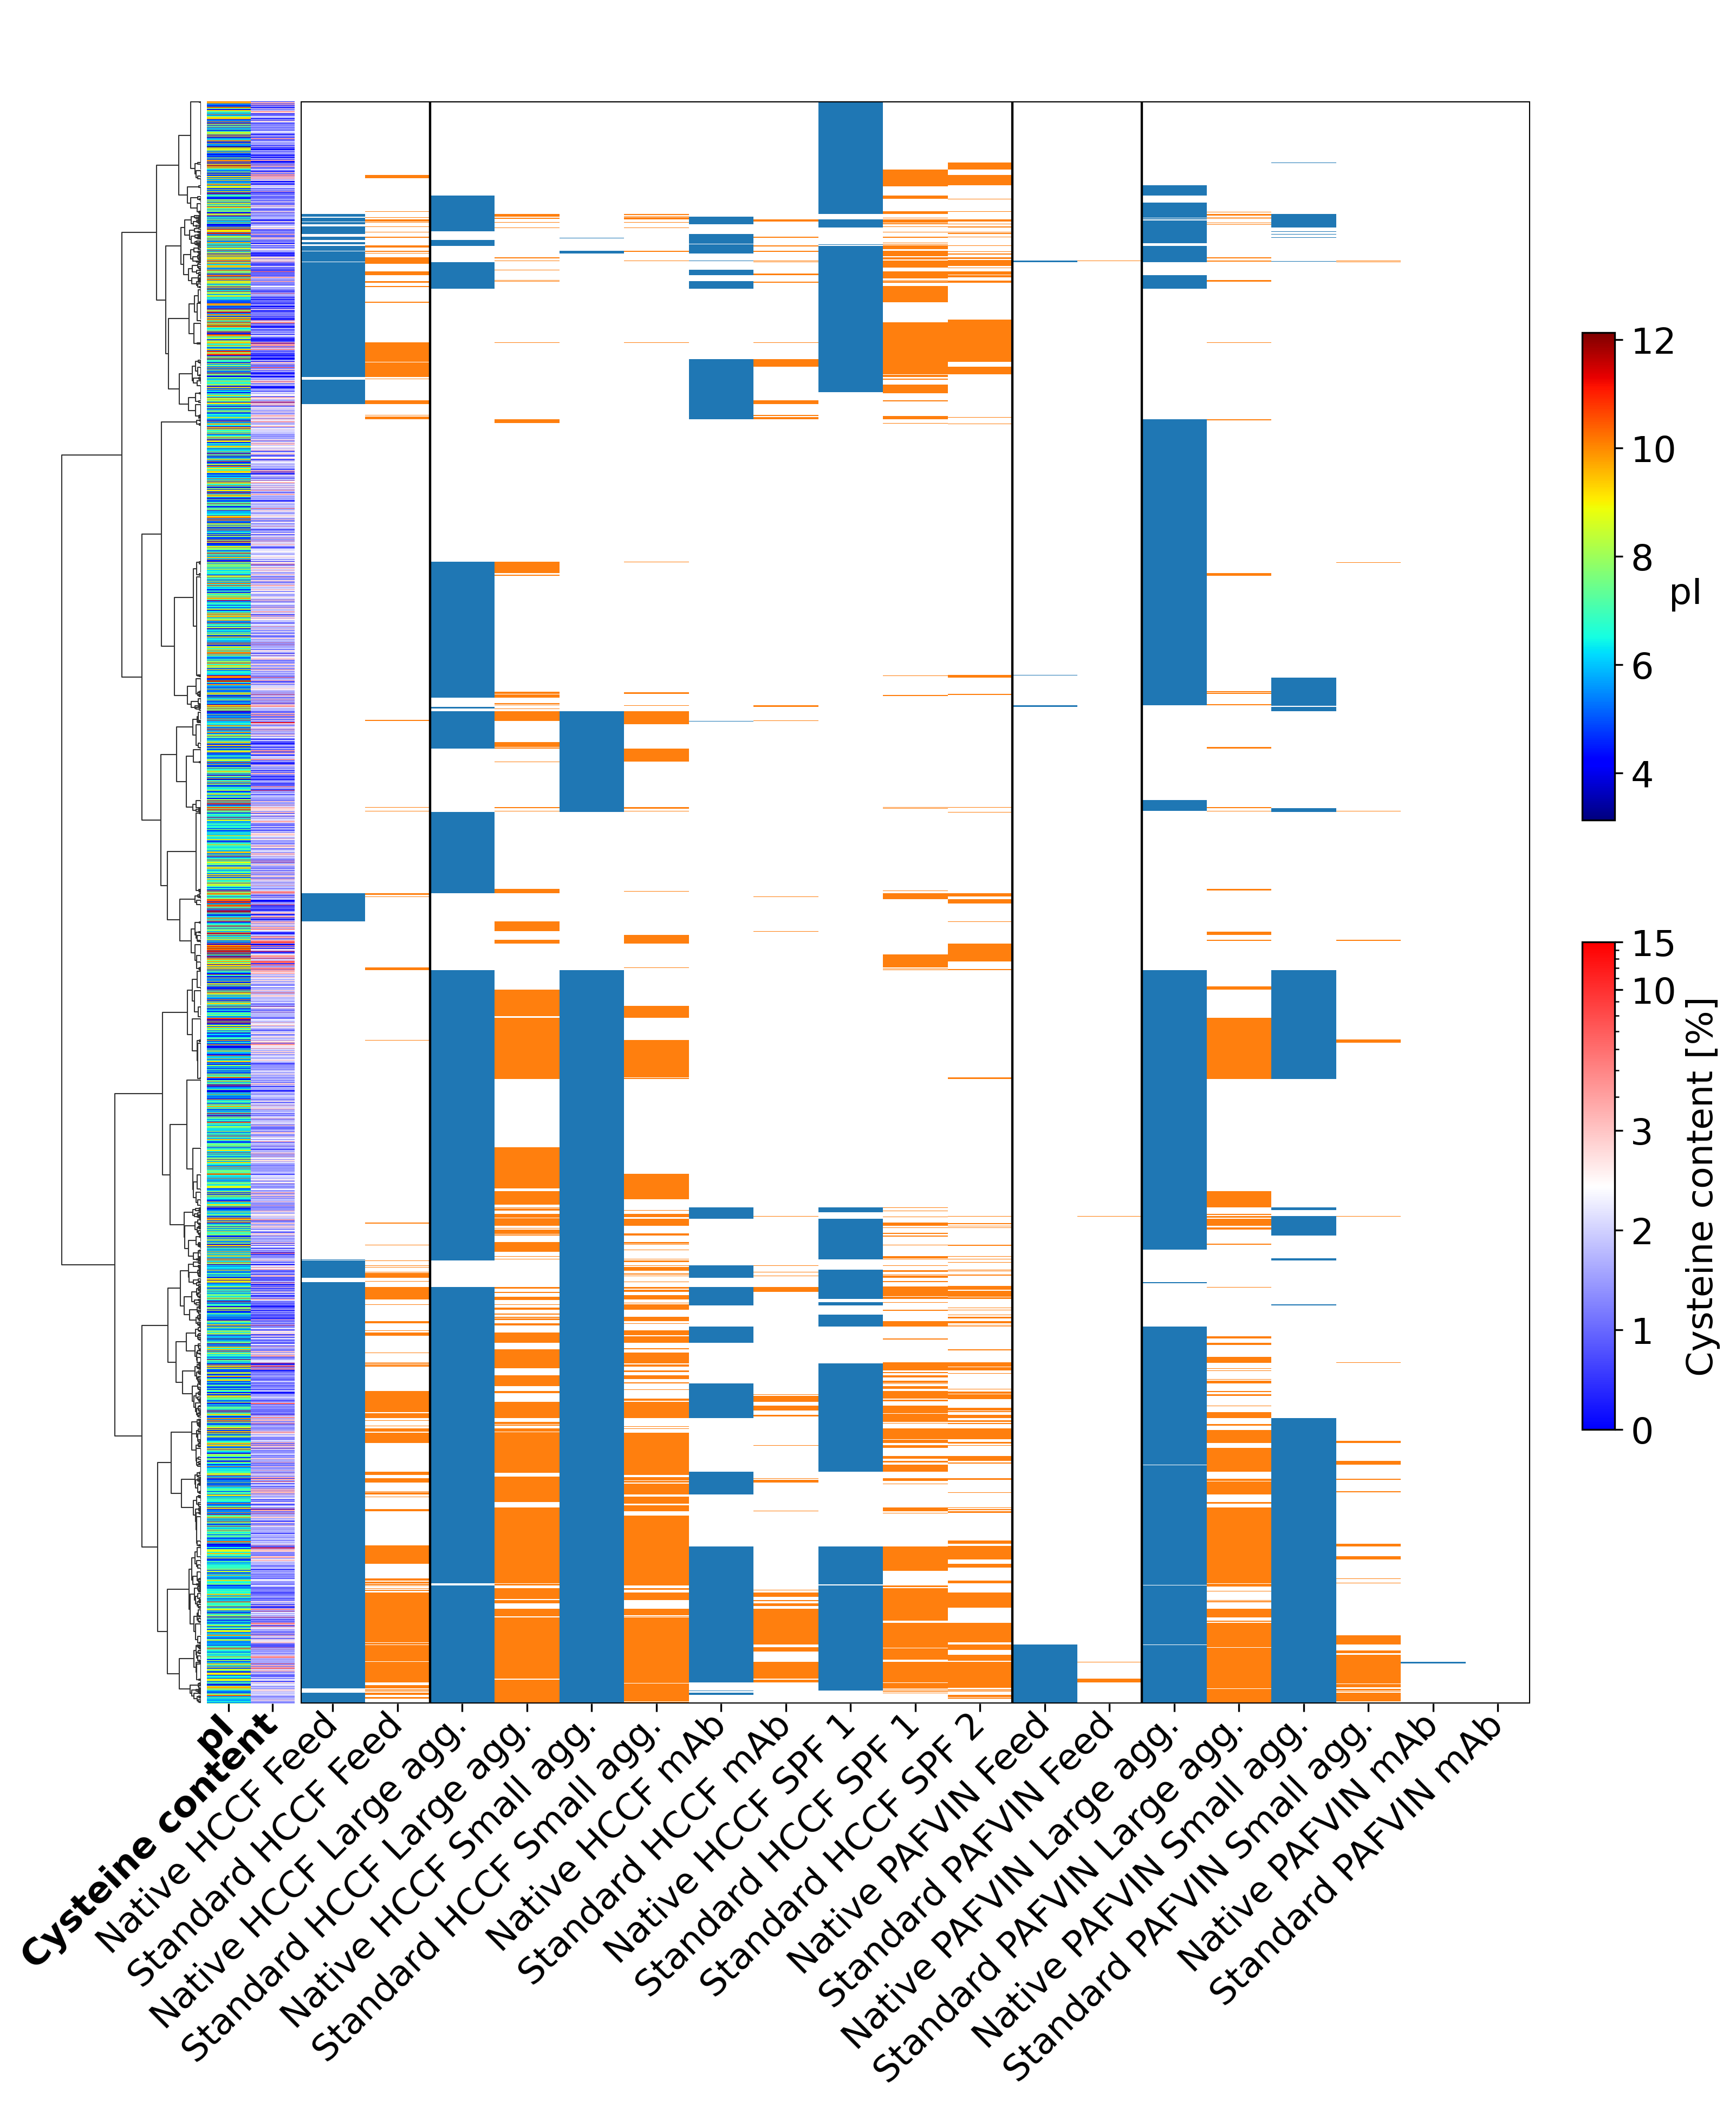 12
10
8
6
4
pI
15
10
3
2
1
0
Cysteine content [%]
pI
Cysteine content
Native HCCF Feed
Standard HCCF Feed
Native HCCF Large agg.
Standard HCCF Large agg.
Native HCCF Small agg.
Standard HCCF Small agg.
Native HCCF mAb
Standard HCCF mAb
Native HCCF SPF 1
Standard HCCF SPF 1
Standard HCCF SPF 2
Native PAFVIN Feed
Standard PAFVIN Feed
Native PAFVIN Large agg.
Standard PAFVIN Large agg.
Native PAFVIN Small agg.
Standard PAFVIN Small agg.
Native PAFVIN mAb
Standard PAFVIN mAb